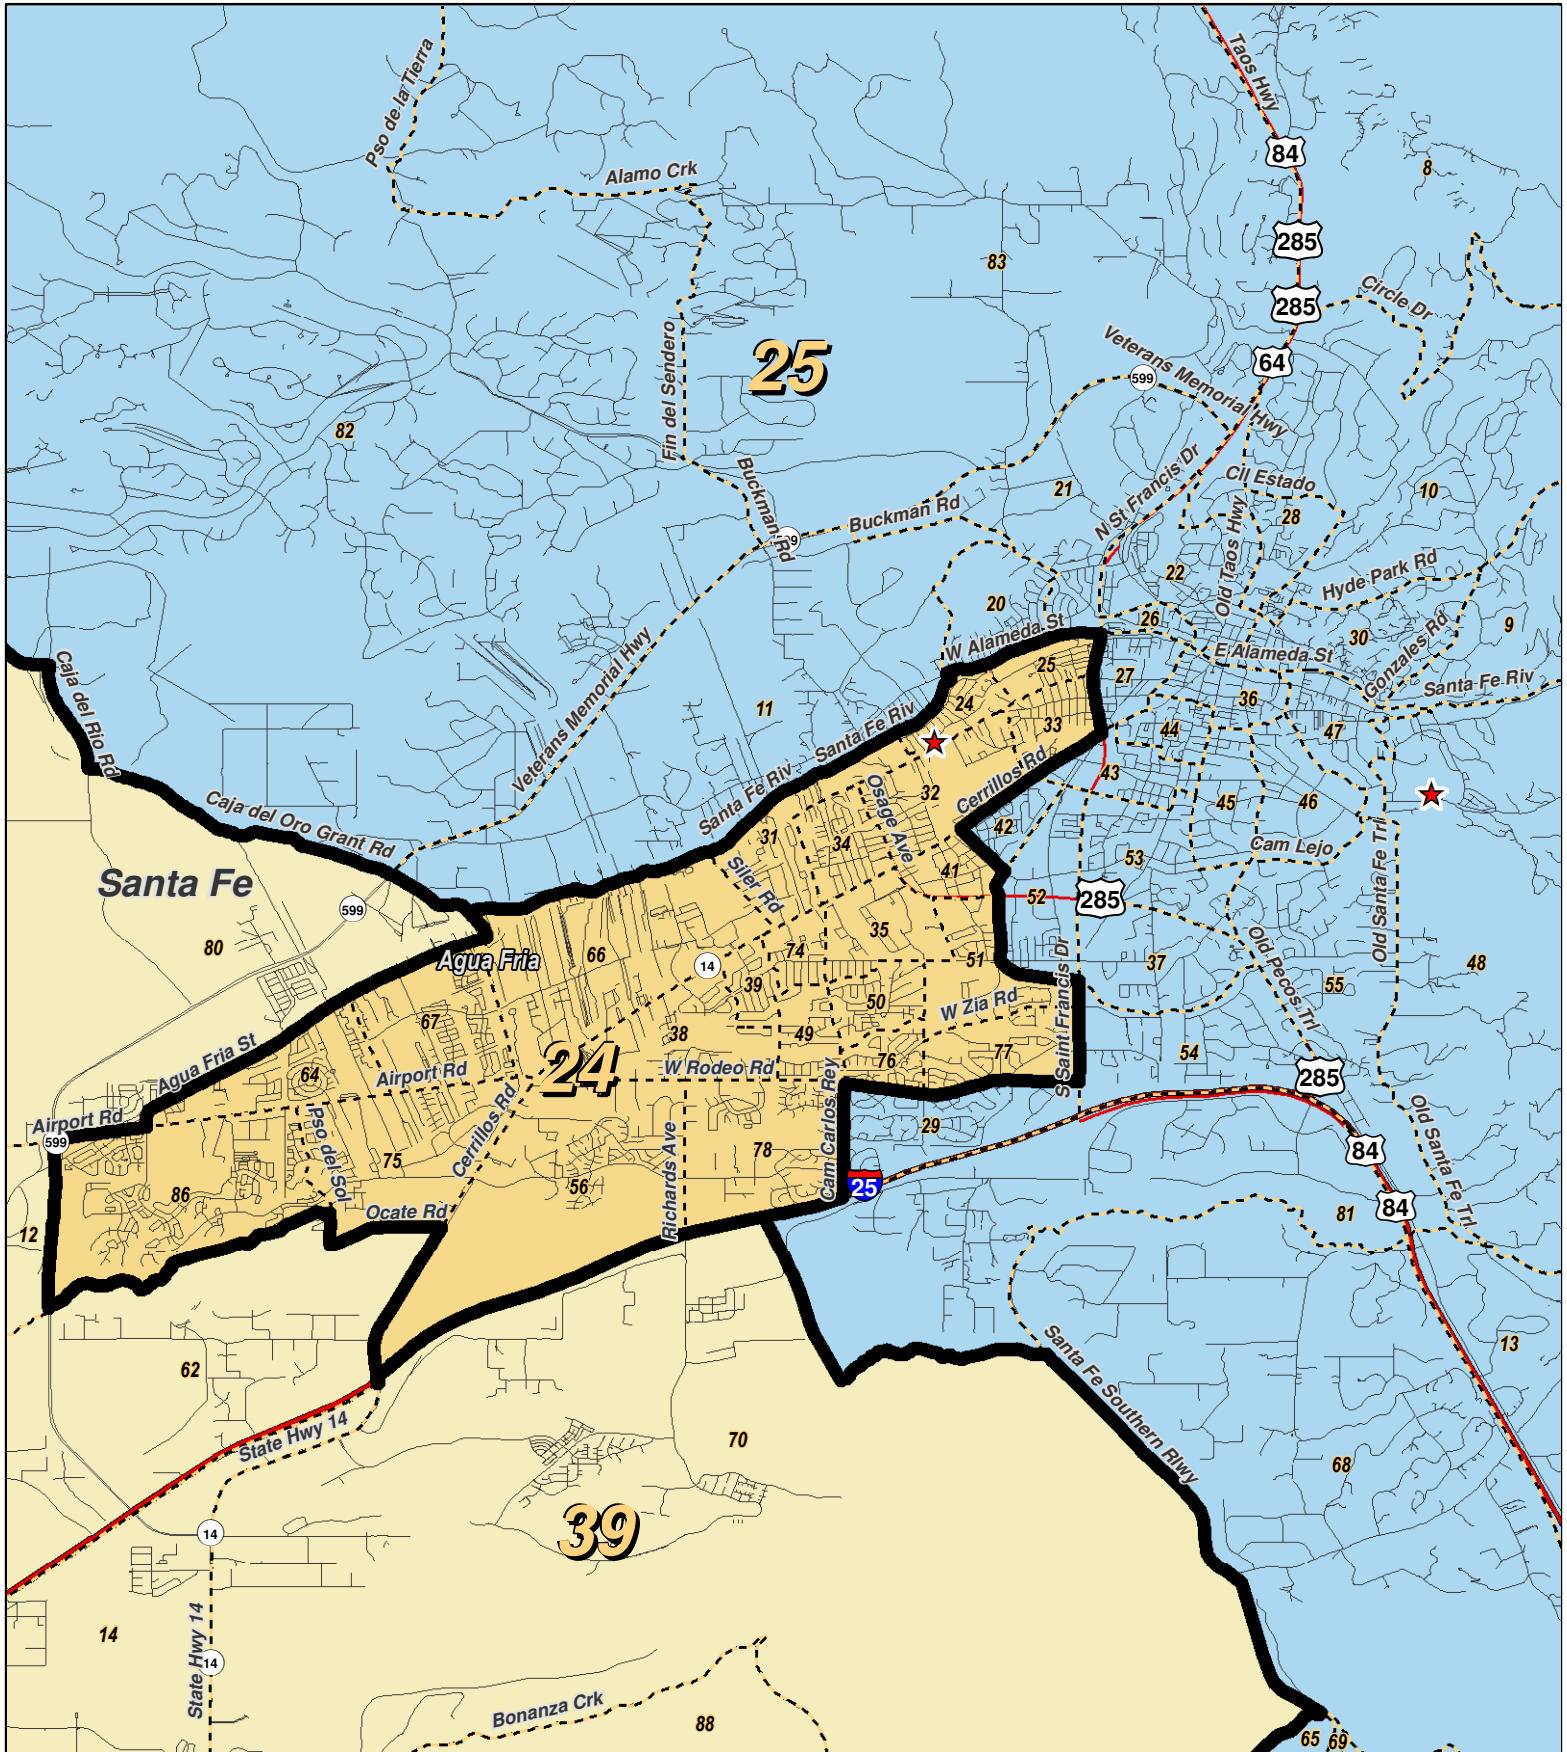 Taos Hwy
Pso de la Tierra
84
8
Alamo Crk
285
83
285
Circle Dr
Fin del Sendero
25
Veterans Memorial Hwy
64
599
82
Buckman Rd
N St Francis Dr
Cll Estado
21
10
Buckman Rd
28
Old Taos Hwy
22
Hyde Park Rd
20
26
9
30
W Alameda St
E Alameda St
Gonzales Rd
25
27
Santa Fe Riv
Caja del Rio Rd
Veterans Memorial Hwy
11
24
36
Santa Fe Riv
33
44
47
43
Cerrillos Rd
Osage Ave
32
Santa Fe Riv
45
46
Caja del Oro Grant Rd
31
34
42
Cam Lejo
53
Siler Rd
41
Santa Fe
52
285
Old Santa Fe Trl
599
35
80
66
74
Agua Fria
14
51
37
Old Pecos Trl
48
39
50
55
W Zia Rd
67
38
49
S Saint Francis Dr
Agua Fria St
76
77
54
64
Airport Rd
24
W Rodeo Rd
285
Airport Rd
599
Cerrillos Rd
Cam Carlos Rey
29
Old Santa Fe Trl
Pso del Sol
75
Richards Ave
78
84
86
56
25
84
Ocate Rd
81
12
62
Santa Fe Southern Rlwy
13
State Hwy 14
70
68
39
14
14
State Hwy 14
14
Bonanza Crk
88
65
69